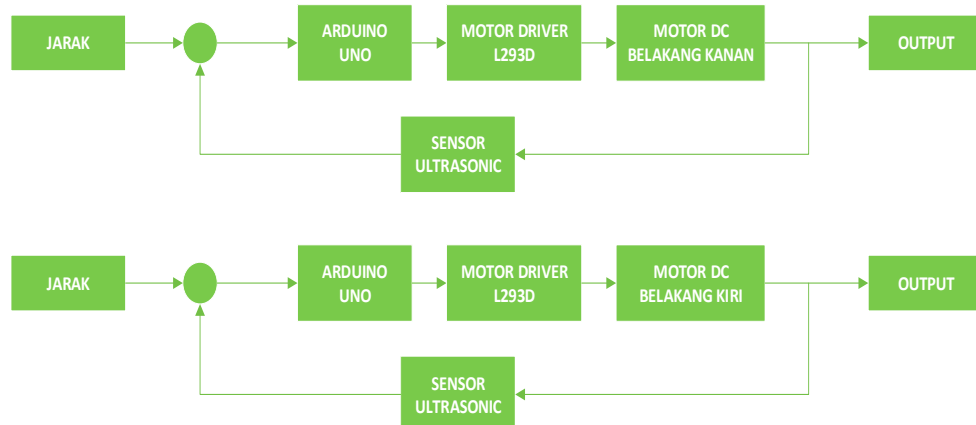 JARAK
ARDUINO
UNO
MOTOR DRIVER
L293D
MOTOR DC
BELAKANG KANAN
OUTPUT
SENSOR
ULTRASONIC
JARAK
ARDUINO
UNO
MOTOR DRIVER
L293D
MOTOR DC
BELAKANG KIRI
OUTPUT
SENSOR
ULTRASONIC